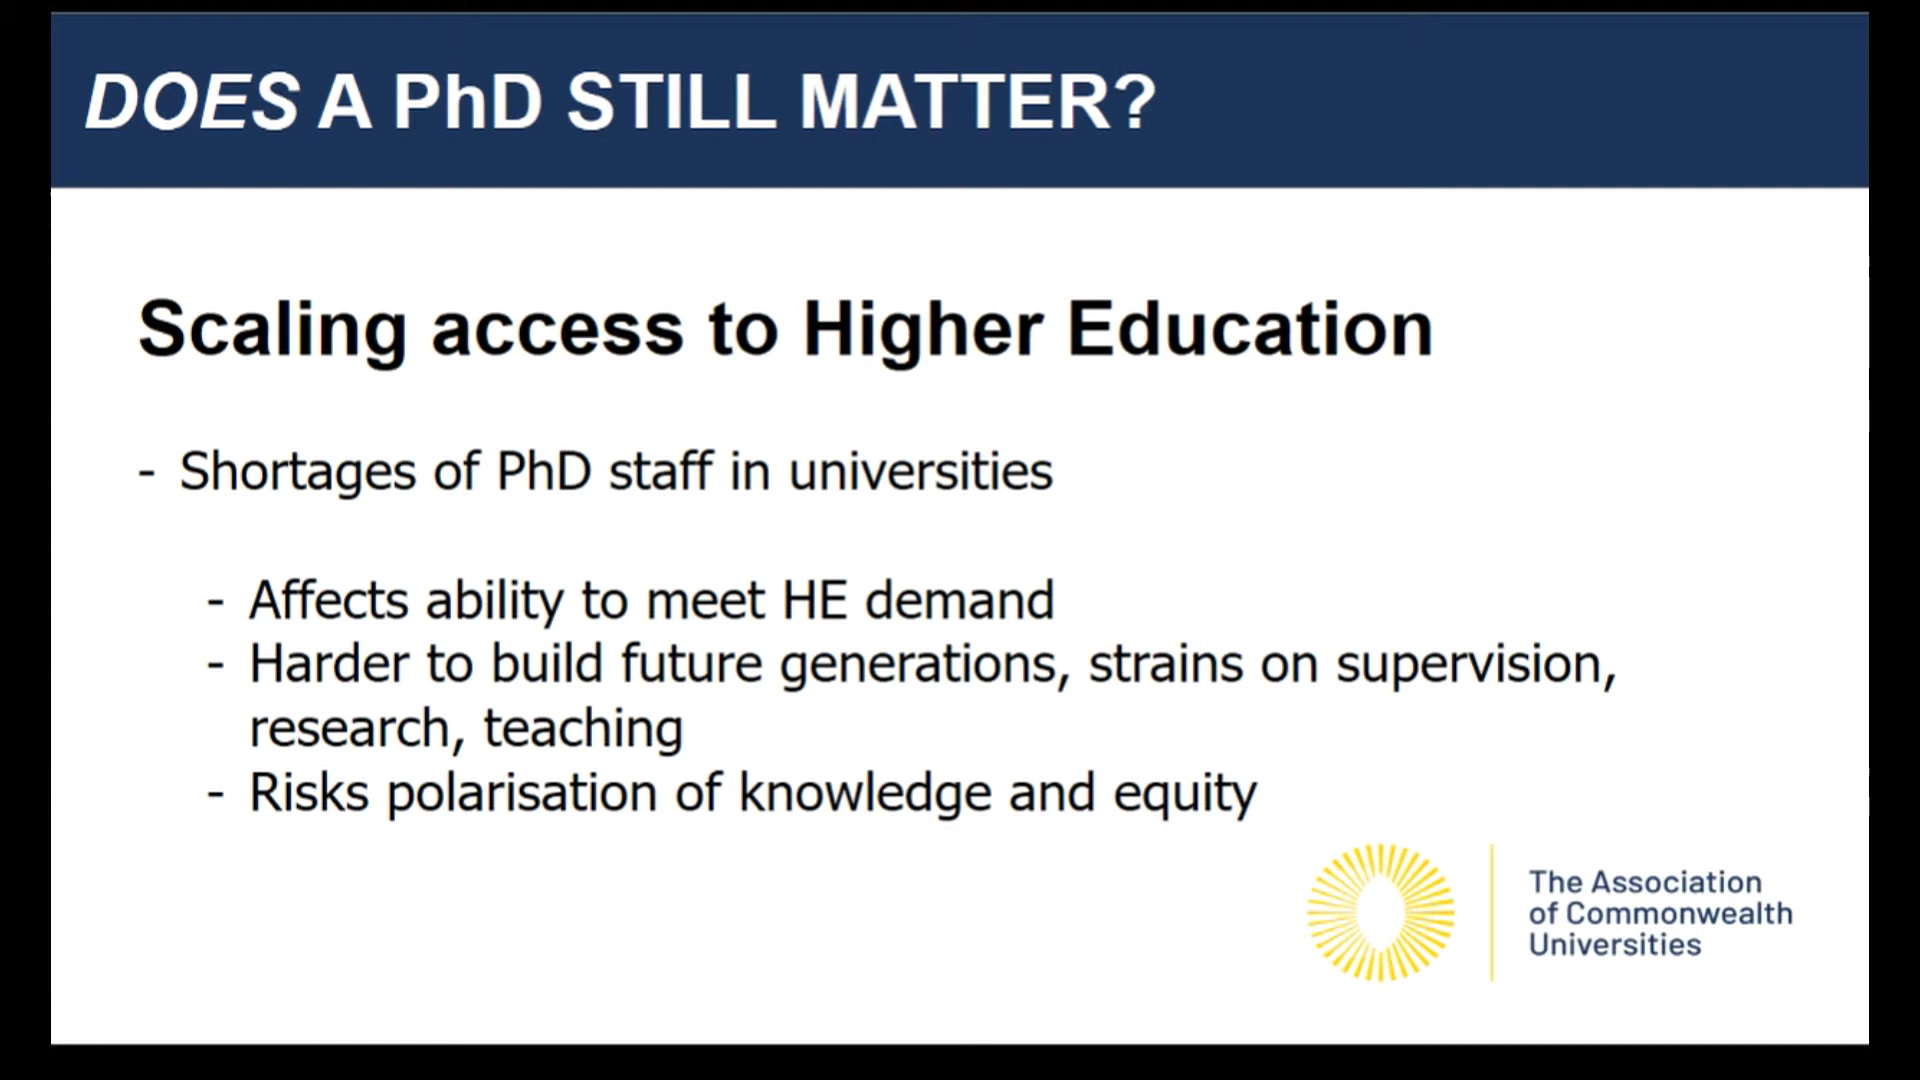 DOES A PhD STILL MATTER?
Scaling access to Higher Education
- Shortages of PhD staff in universities
- Affects ability to meet HE demand
- Harder to build future generations, strains on supervision,
research, teaching
- Risks polarisation of knowledge and equity
The Association
of Commonwealth
Universities